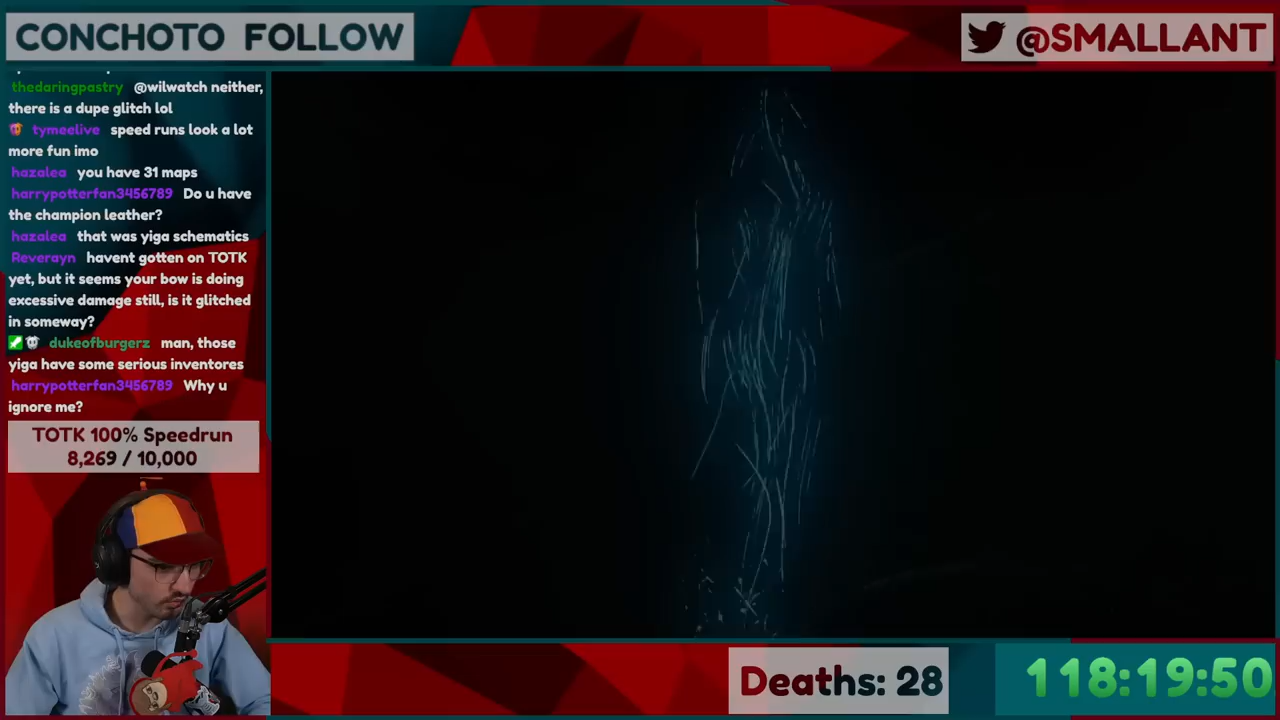 CONCHOTO FOLLOW
@SMALLANT
thedaringpastry @wilwatch neither,
there is a dupe glitch lol
tymeelive speed runs look a lot
more fun imo
hazalea you have 31 maps
harrypotterfan3456789 Do u have
the champion leather?
hazalea that was yiga schematics
Reverayn havent gotten on TOTK
yet, but it seems your bow is doing
excessive damage still, is it glitched
in someway?
dukeofburgerz man, those
yiga have some serious inventores
harrypotterfan3456789 Why u
ignore me?
TOTK 100% Speedrun
8,269 / 10,000
Deaths: 28
118:19:50